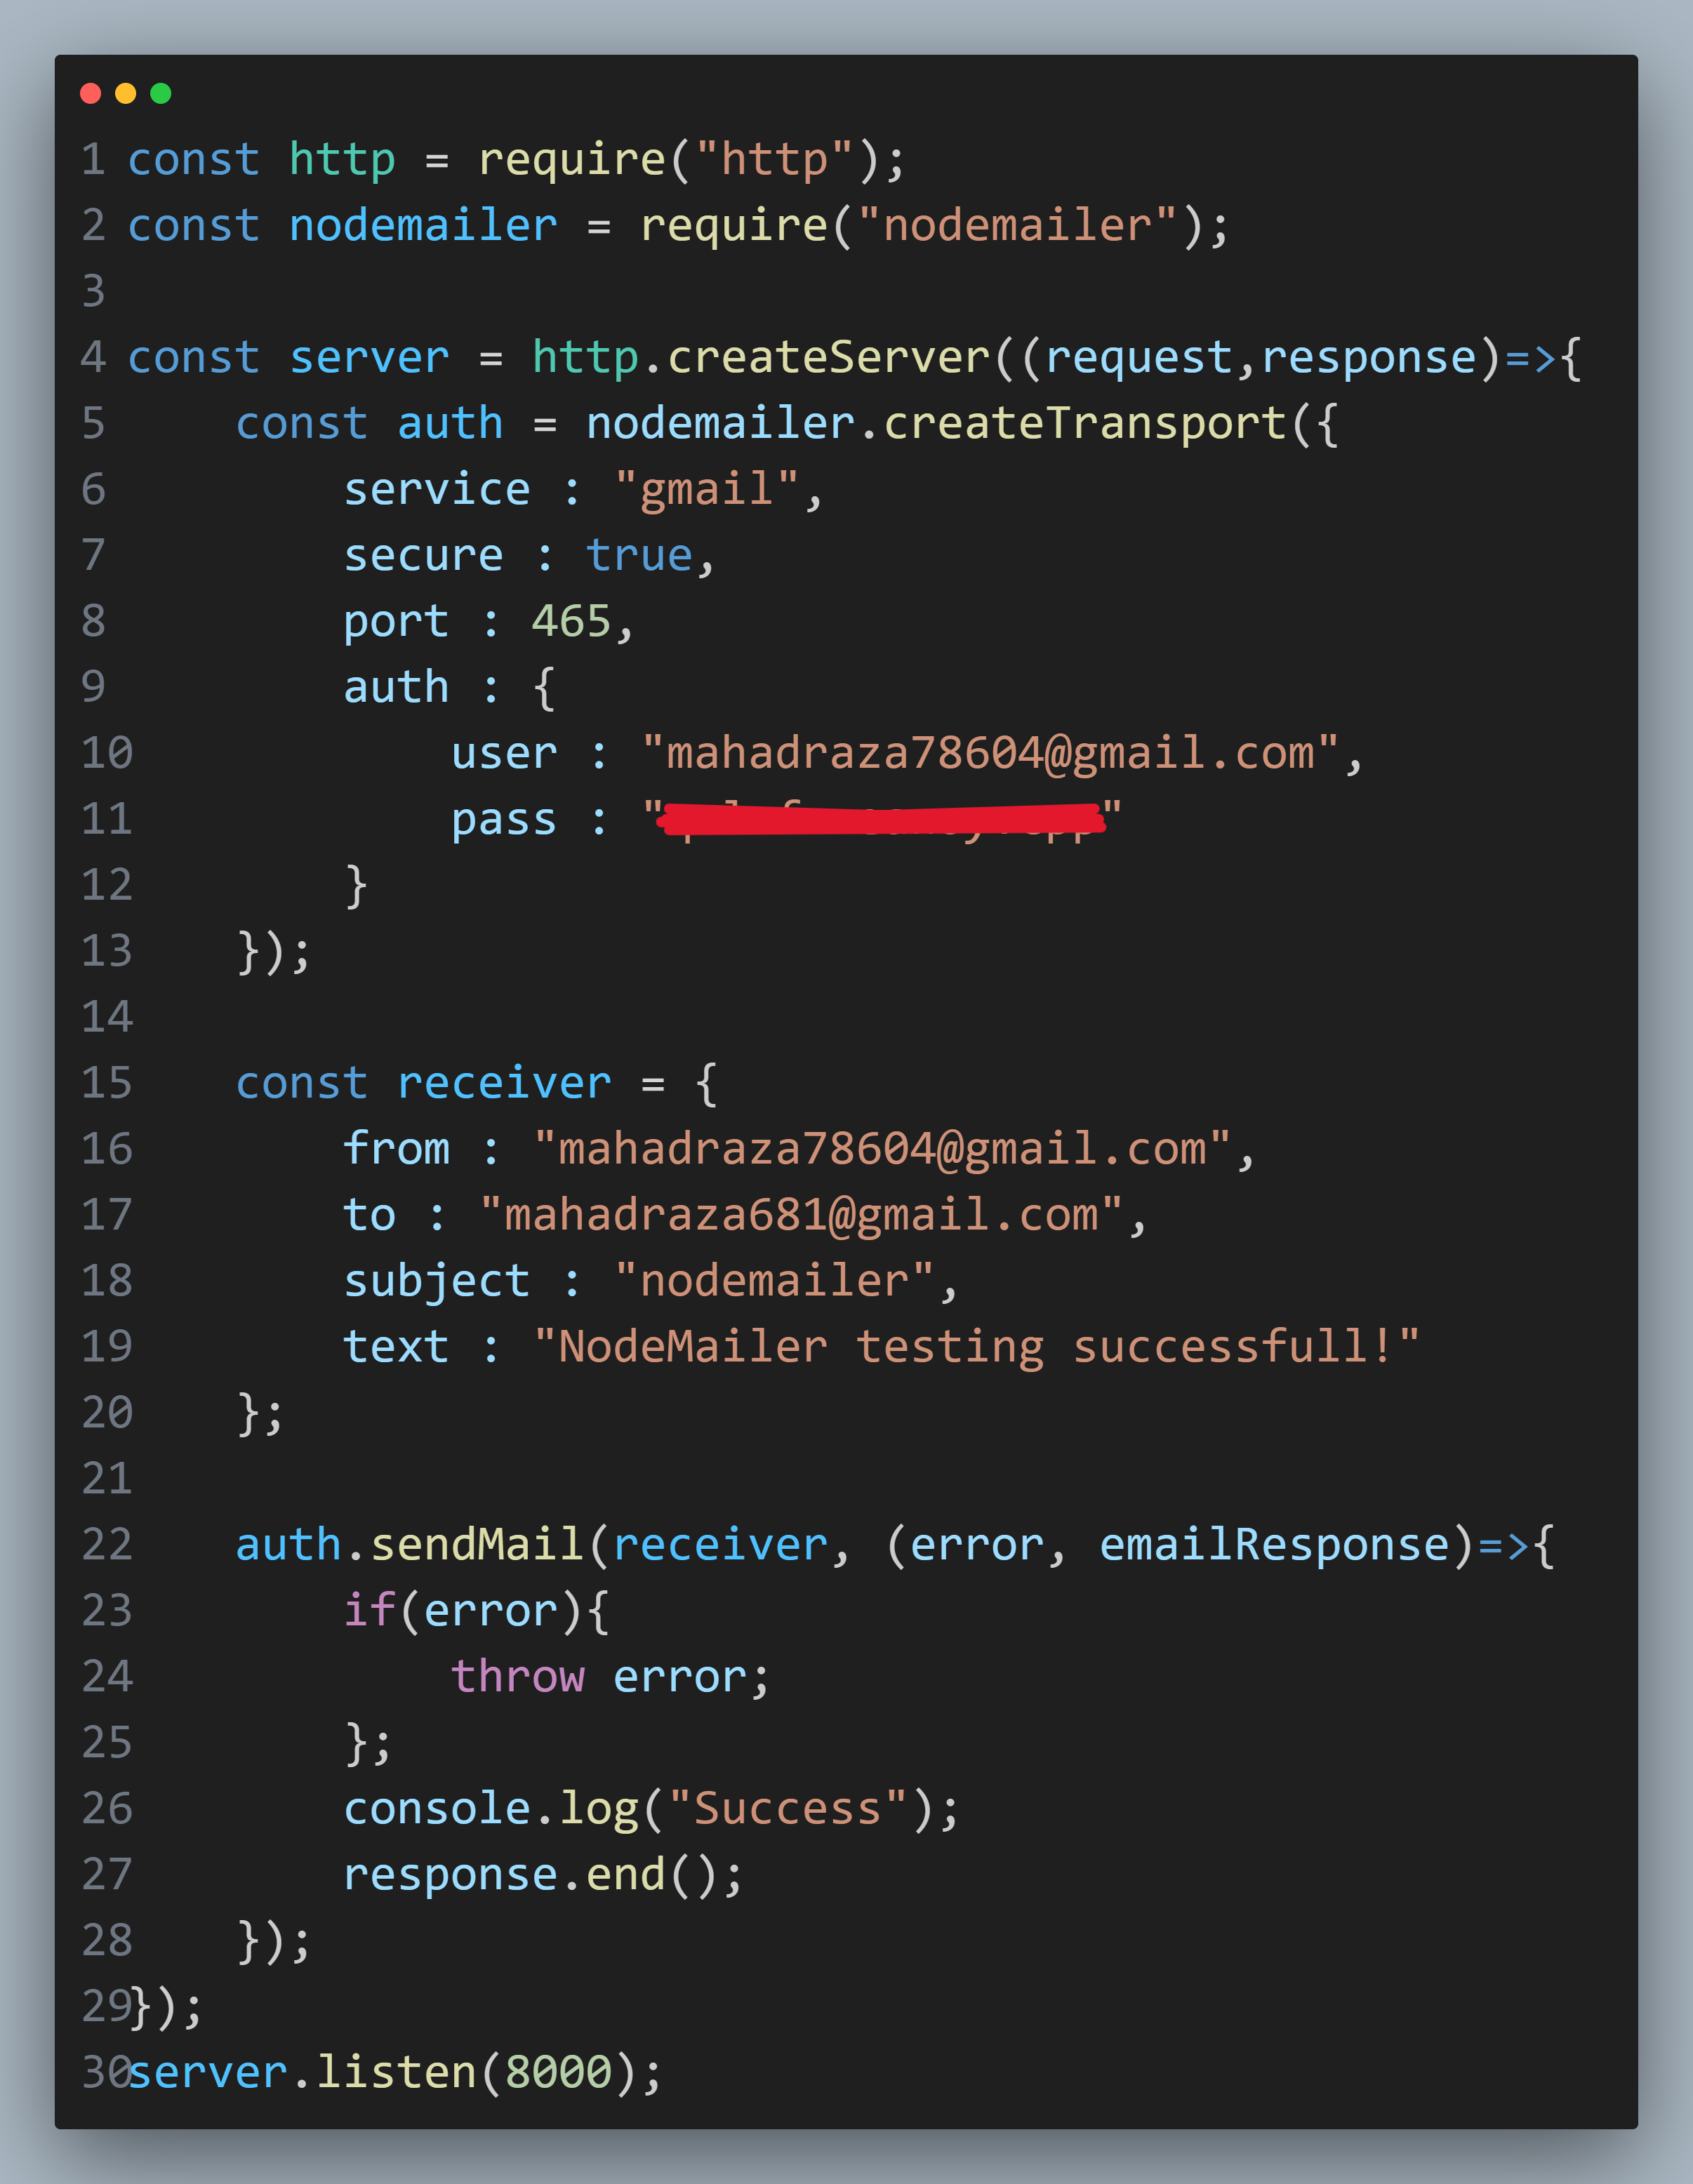 1 const http = require("http");
2 const nodemailer = require("nodemailer");
3
4 const server = http.createServer((request,response)=>{
5     const auth = nodemailer.createTransport({
6         service : "gmail",
7         secure : true,
8         port : 465,
9         auth : {
10             user : "mahadraza78604@gmail.com",
11             pass : ""
12         }
13     });
14
15     const receiver = {
16         from : "mahadraza78604@gmail.com",
17         to : "mahadraza681@gmail.com",
18         subject : "nodemailer",
19         text : "NodeMailer testing successfull!"
20     };
21
22     auth.sendMail(receiver, (error, emailResponse)=>{
23         if(error){
24             throw error;
25         };
26         console.log("Success");
27         response.end();
28     });
29 });
30 server.listen(8000);